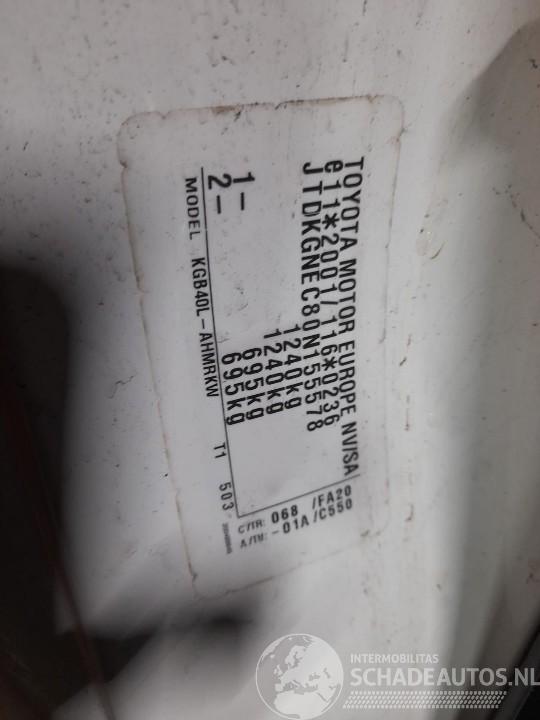 TOYOTA MOTOR EUROPE NV/SA
e11*2001/116*0236
JTDKGNEC80N155578
1240kg
1240kg
1- 695kg
2- 695kg
MODEL KGB40L-AHMRKW T1 503
C/TR: 068 /FA20
A/TM: -01A /C550
INTERMOBILITAS
SCHADEAUTOS.NL